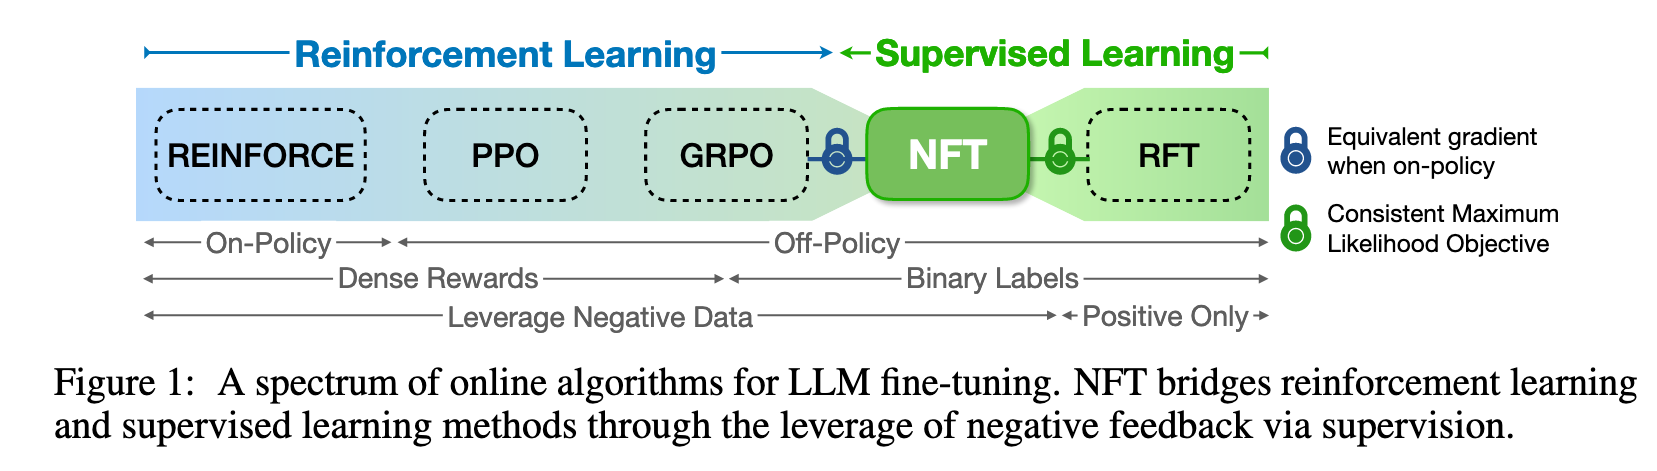 Reinforcement Learning
Supervised Learning
REINFORCE
PPO
GRPO
NFT
RFT
Equivalent gradient
when on-policy
Consistent Maximum
Likelihood Objective
On-Policy
Off-Policy
Dense Rewards
Binary Labels
Leverage Negative Data
Positive Only
Figure 1: A spectrum of online algorithms for LLM fine-tuning. NFT bridges reinforcement learning
and supervised learning methods through the leverage of negative feedback via supervision.